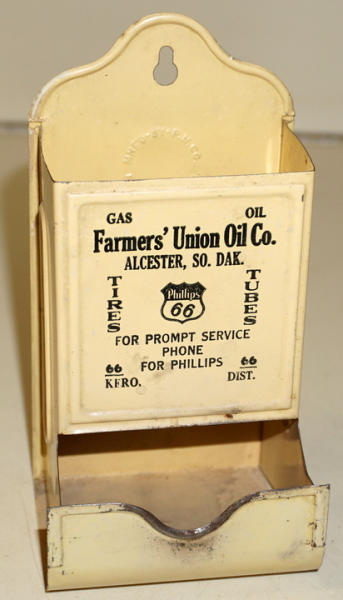 GAS OIL
Farmers' Union Oil Co.
ALCESTER, SO. DAK.
TIRES
TUBES
Phillips
66
FOR PROMPT SERVICE
PHONE
FOR PHILLIPS
66 66
KERO. DIST.